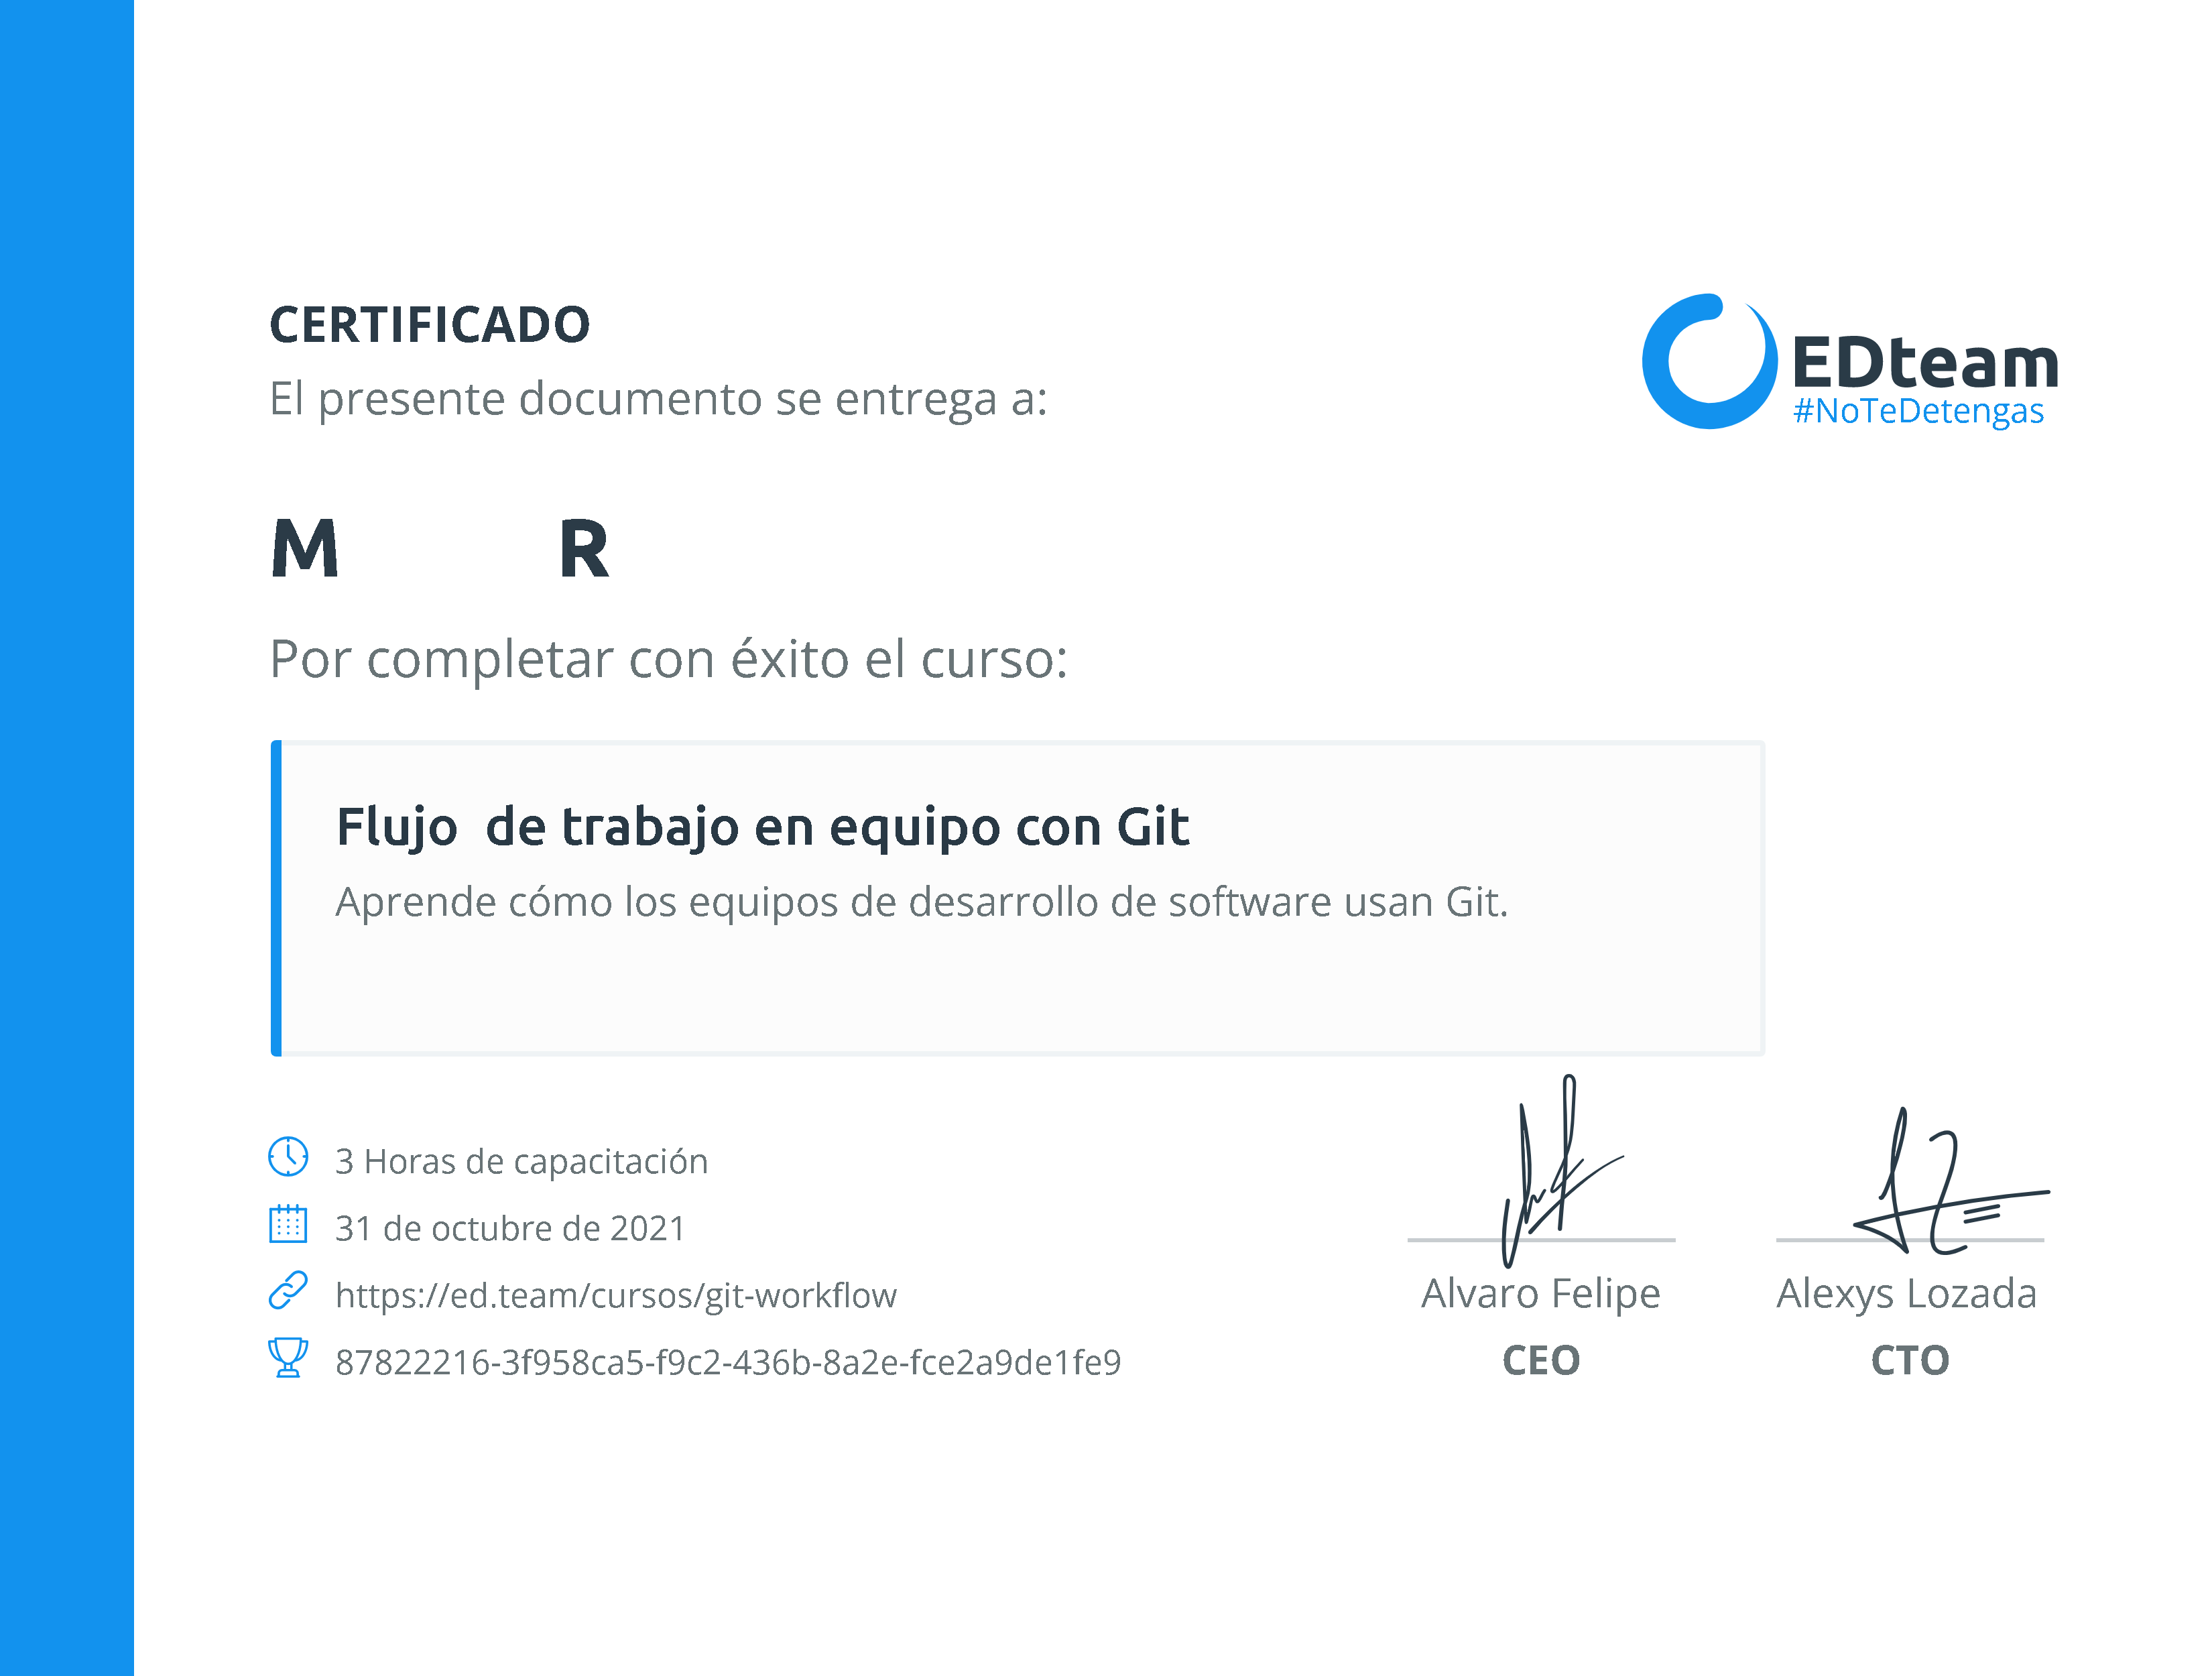 CERTIFICADO
El presente documento se entrega a:
EDteam
#NoTeDetengas
M R
Por completar con éxito el curso:
Flujo  de trabajo en equipo con Git
Aprende cómo los equipos de desarrollo de software usan Git.
3 Horas de capacitación
31 de octubre de 2021
https://ed.team/cursos/git-workflow
87822216-3f958ca5-f9c2-436b-8a2e-fce2a9de1fe9
Alvaro Felipe
CEO
Alexys Lozada
CTO